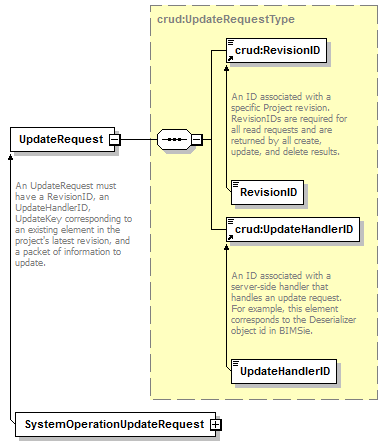 crud:UpdateRequestType
crud:RevisionID
An ID associated with a
specific Project revision.
RevisionIDs are required for
all read requests and are
returned by all create,
update, and delete results.
UpdateRequest
An UpdateRequest must
have a RevisionID, an
UpdateHandlerID,
UpdateKey corresponding to
an existing element in the
project's latest revision, and
a packet of information to
update.
RevisionID
crud:UpdateHandlerID
An ID associated with a
server-side handler that
handles an update request.
For example, this element
corresponds to the Deserializer
object id in BIMSie.
UpdateHandlerID
SystemOperationUpdateRequest